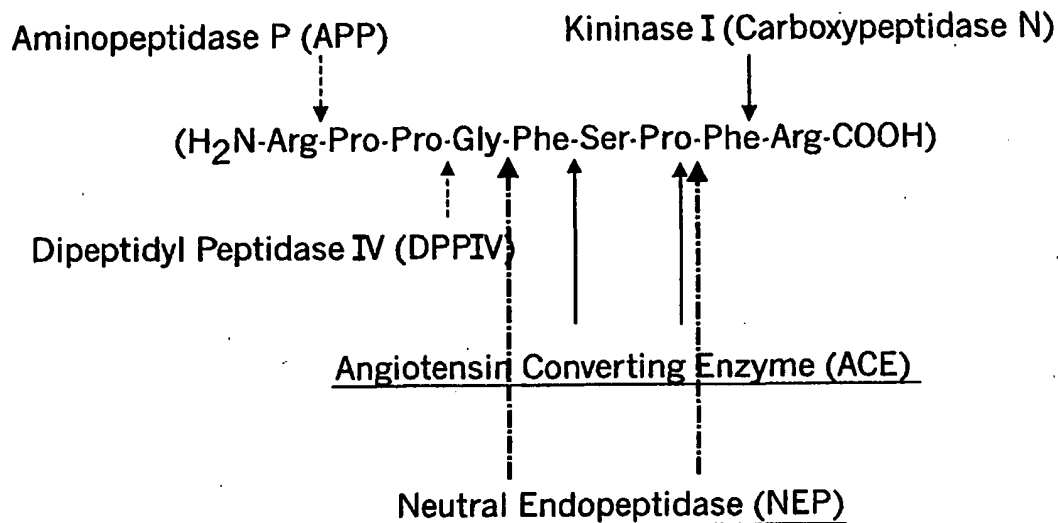 Aminopeptidase P (APP)
Kininase I (Carboxypeptidase N)
(H₂N-Arg-Pro-Pro-Gly-Phe-Ser-Pro-Phe-Arg-COOH)
Dipeptidyl Peptidase IV (DPPIV)
Angiotensin Converting Enzyme (ACE)
Neutral Endopeptidase (NEP)